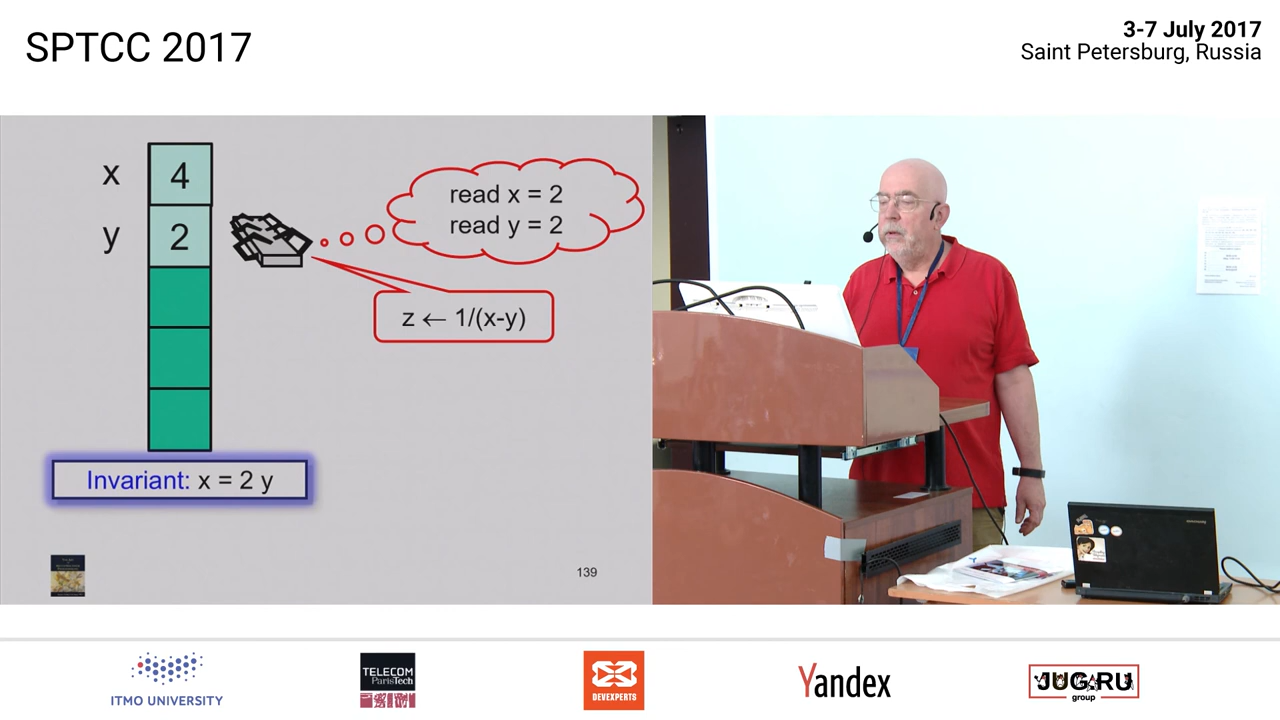 SPTCC 2017
3-7 July 2017
Saint Petersburg, Russia
x 4
y 2
read x = 2
read y = 2
z ← 1/(x-y)
Invariant: x = 2 y
139
ITMO UNIVERSITY
TELECOM
ParisTech
DEVEXPERTS
Yandex
JUG.RU
group